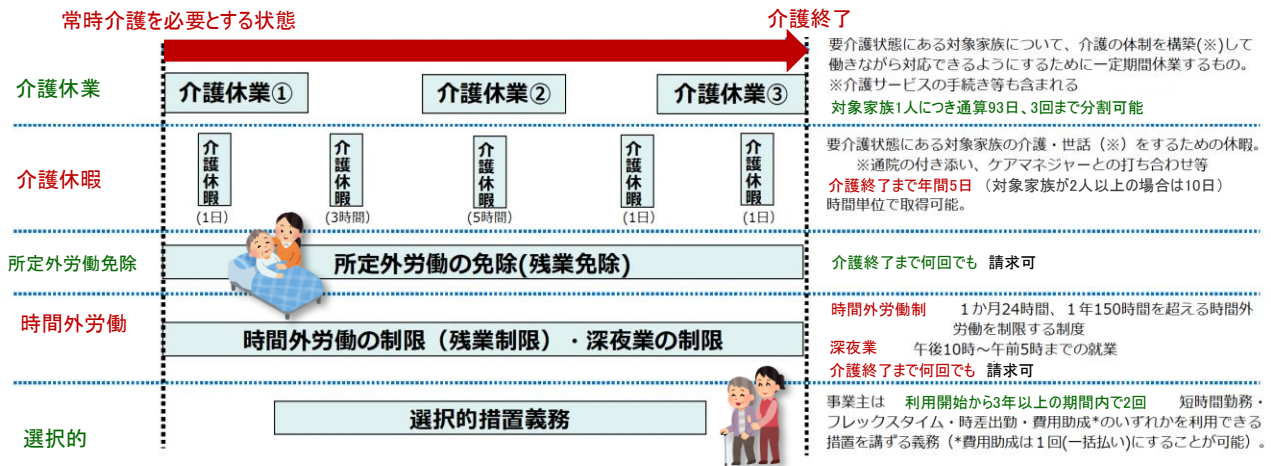 常時介護を必要とする状態
介護終了
介護休業
介護休業①
介護休業②
介護休業③
要介護状態にある対象家族について、介護の体制を構築(※)して
働きながら対応できるようにするために一定期間休業するもの。
※介護サービスの手続き等も含まれる
対象家族1人につき通算93日、3回まで分割可能
介護休暇
介護休暇
(1日)
介護休暇
(3時間)
介護休暇
(5時間)
介護休暇
(1日)
介護休暇
(1日)
要介護状態にある対象家族の介護・世話（※）をするための休暇。
※通院の付き添い、ケアマネジャーとの打ち合わせ等
介護終了まで年間5日 （対象家族が2人以上の場合は10日）
時間単位で取得可能。
所定外労働免除
所定外労働の免除(残業免除)
介護終了まで何回でも 請求可
時間外労働
時間外労働の制限（残業制限）・深夜業の制限
時間外労働制 １か月24時間、１年150時間を超える時間外
労働を制限する制度
深夜業 午後10時～午前5時までの就業
介護終了まで何回でも 請求可
選択的
選択的措置義務
事業主は 利用開始から3年以上の期間内で2回 短時間勤務・
フレックスタイム・時差出勤・費用助成*のいずれかを利用できる
措置を講ずる義務（*費用助成は１回(一括払い)にすることが可能）。